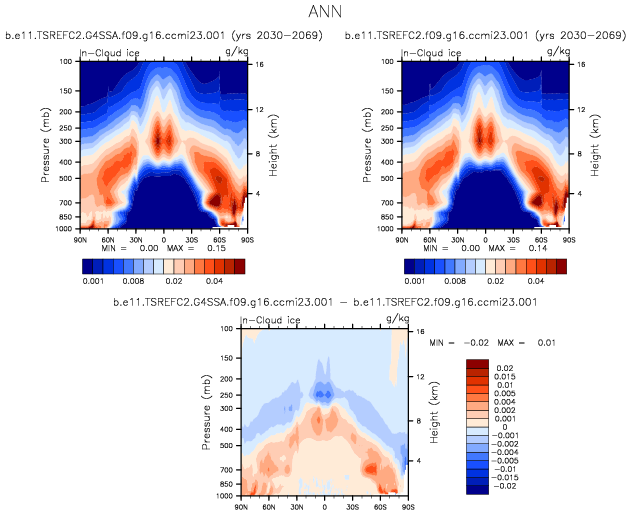 ANN
b.e11.TSREFC2.G4SSA.f09.g16.ccmi23.001 (yrs 2030-2069)
In-Cloud ice g/kg
Pressure (mb)
100
150
200
250
300
400
500
700
850
1000
16
12
8
4
Height (km)
90N 60N 30N 0 30S 60S 90S
MIN = 0.00 MAX = 0.15
0.001 0.008 0.02 0.04
b.e11.TSREFC2.f09.g16.ccmi23.001 (yrs 2030-2069)
In-Cloud ice g/kg
Pressure (mb)
100
150
200
250
300
400
500
700
850
1000
16
12
8
4
Height (km)
90N 60N 30N 0 30S 60S 90S
MIN = 0.00 MAX = 0.14
0.001 0.008 0.02 0.04
b.e11.TSREFC2.G4SSA.f09.g16.ccmi23.001 - b.e11.TSREFC2.f09.g16.ccmi23.001
In-Cloud ice g/kg
MIN = -0.02 MAX = 0.01
Pressure (mb)
100
150
200
250
300
400
500
700
850
1000
16
12
8
4
Height (km)
90N 60N 30N 0 30S 60S 90S
0.02
0.015
0.01
0.005
0.004
0.002
0.001
0
-0.001
-0.002
-0.004
-0.005
-0.01
-0.015
-0.02